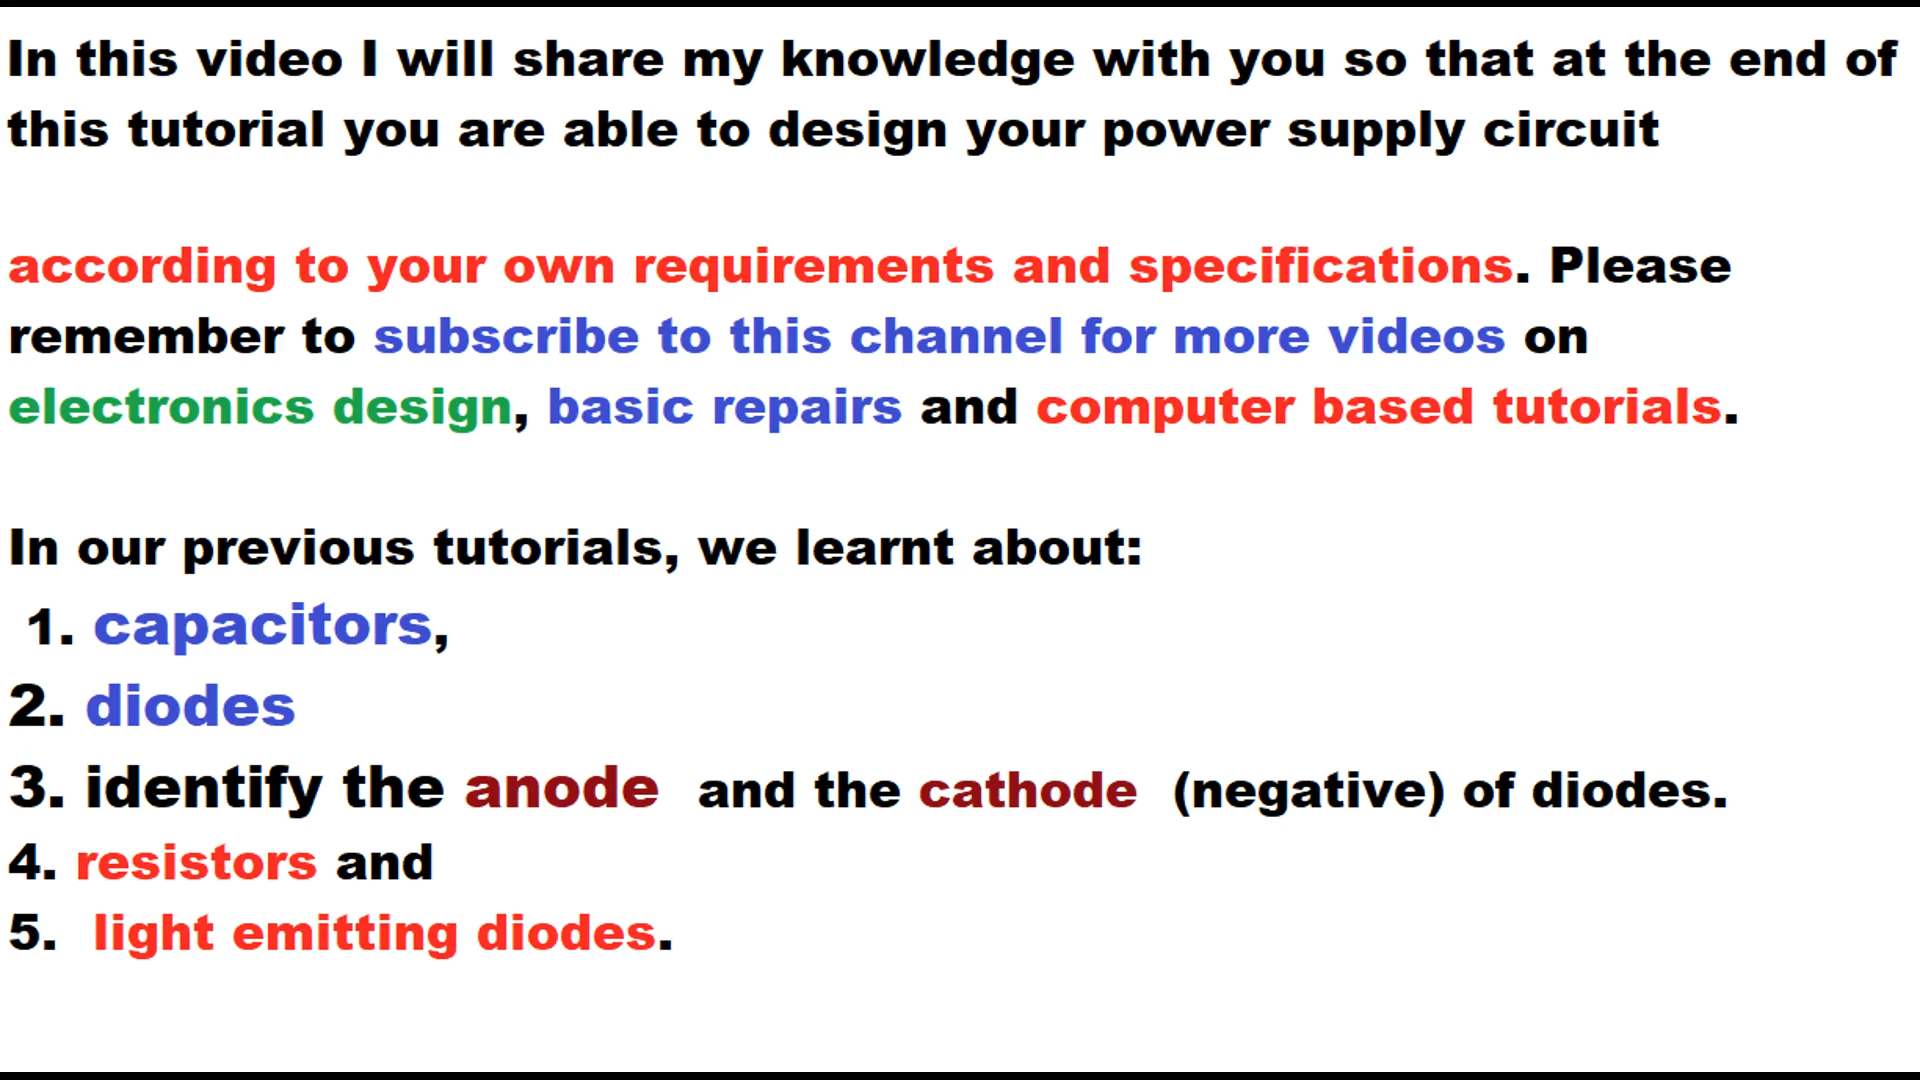 In this video I will share my knowledge with you so that at the end of
this tutorial you are able to design your power supply circuit
according to your own requirements and specifications. Please
remember to subscribe to this channel for more videos on
electronics design, basic repairs and computer based tutorials.
In our previous tutorials, we learnt about:
1. capacitors,
2. diodes
3. identify the anode and the cathode (negative) of diodes.
4. resistors and
5. light emitting diodes.